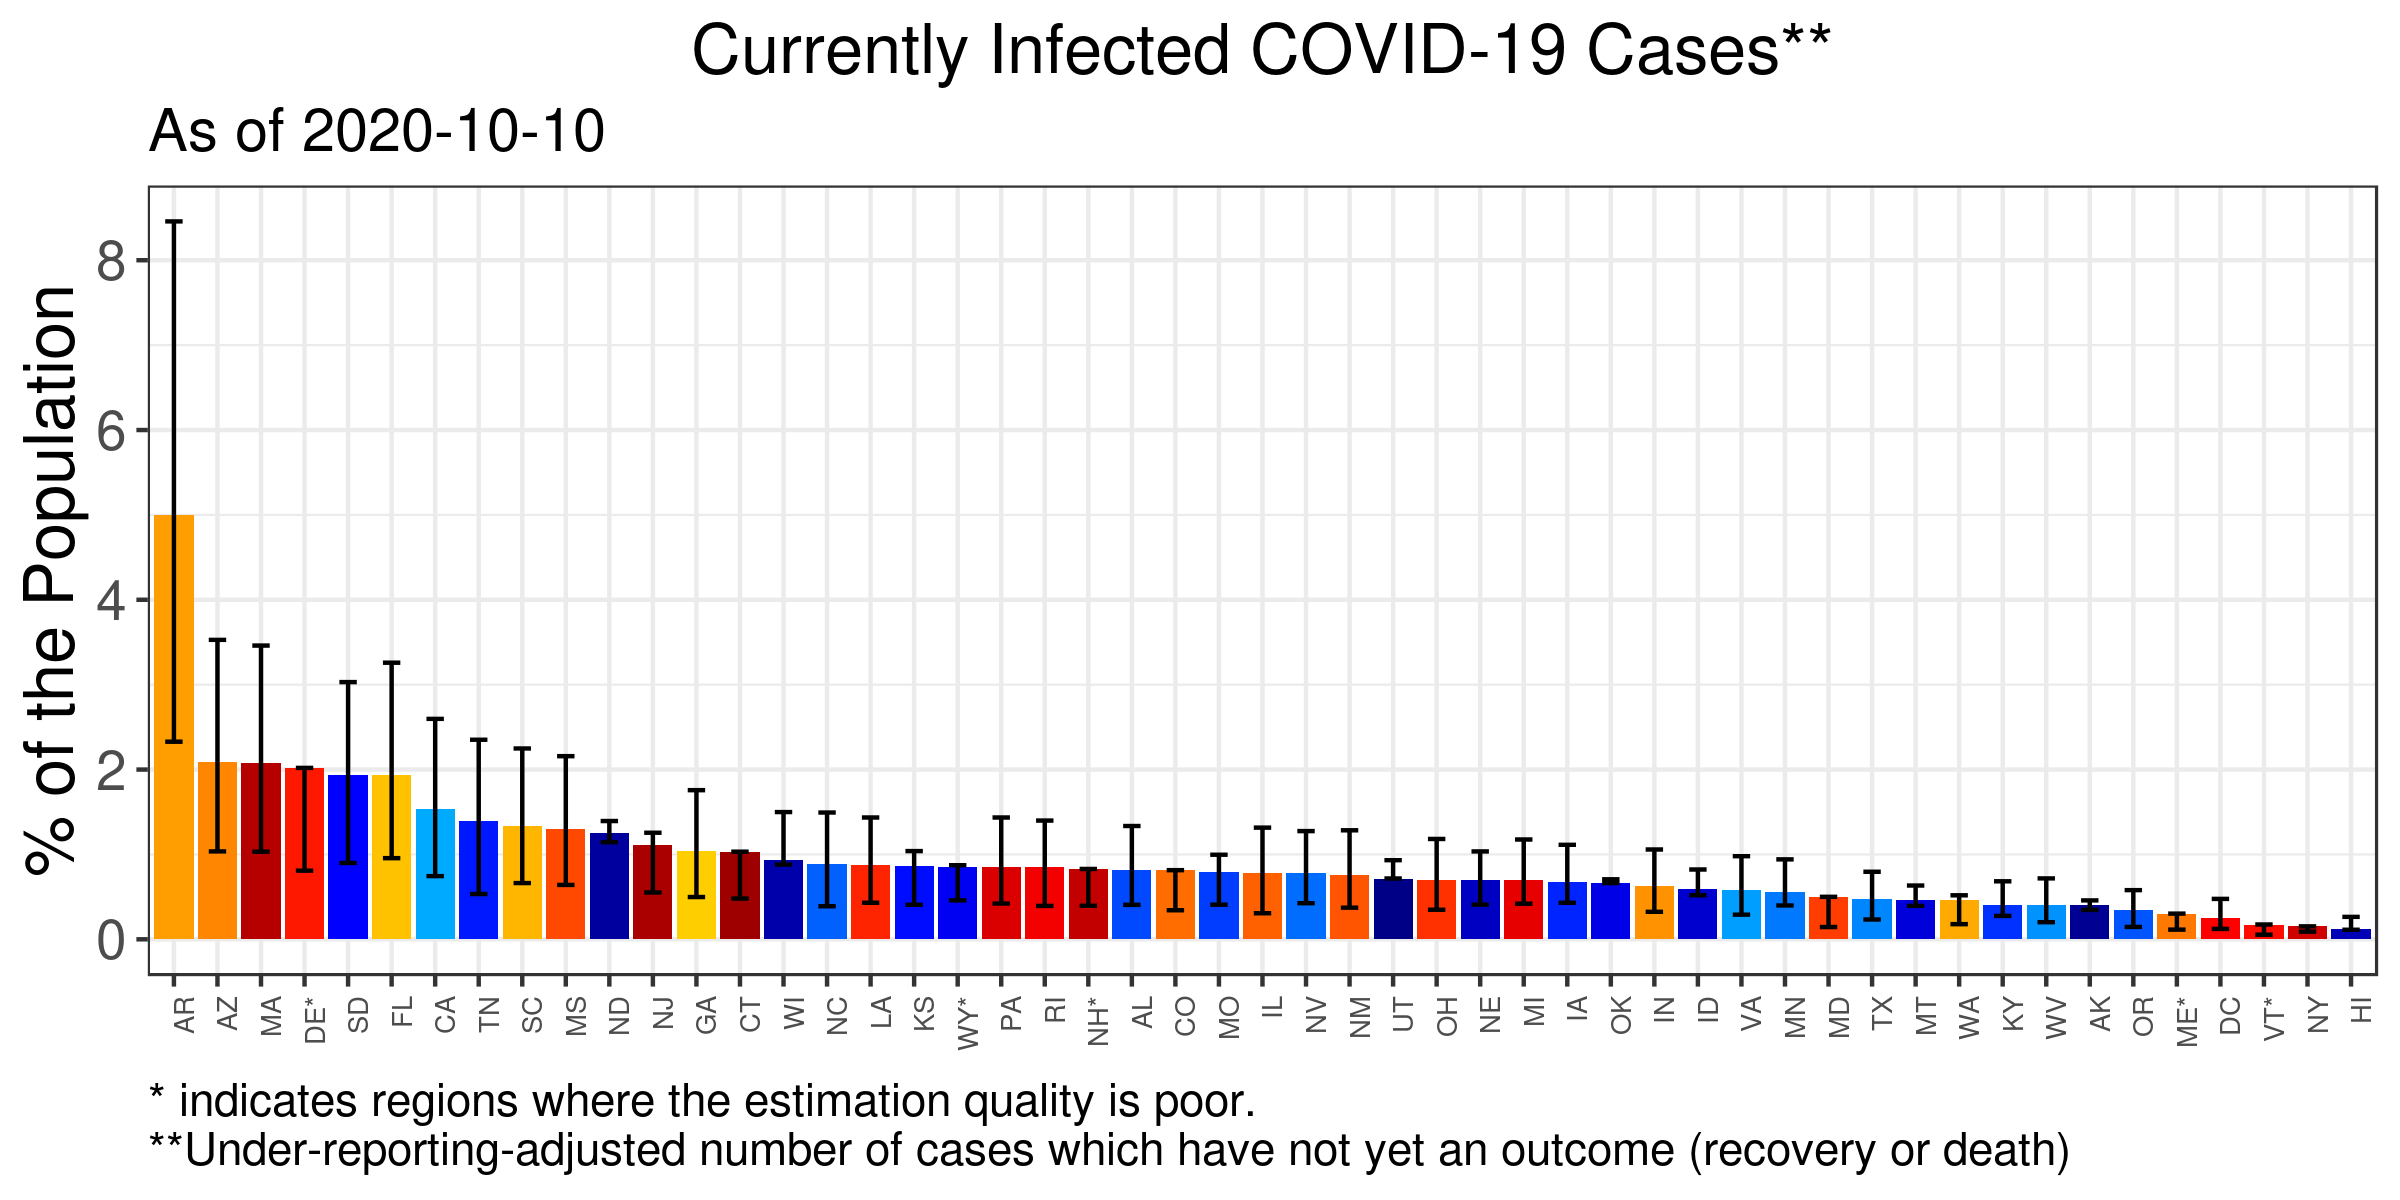 Currently Infected COVID-19 Cases**
As of 2020-10-10
% of the Population
8
6
4
2
0
AR AZ MA DE* SD FL CA TN SC MS ND NJ GA CT WI NC LA KS WY* PA RI NH* AL CO MO IL NV NM UT OH NE MI IA OK IN ID VA MN MD TX MT WA KY WV AK OR ME* DC VT* NY HI
* indicates regions where the estimation quality is poor.
**Under-reporting-adjusted number of cases which have not yet an outcome (recovery or death)